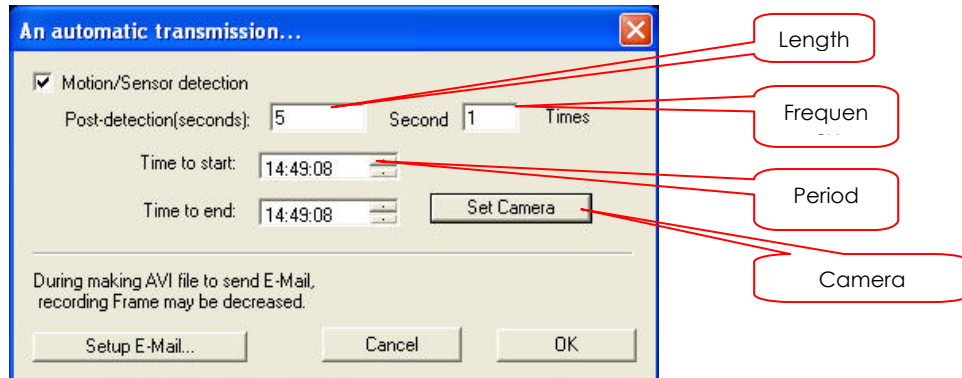 An automatic transmission...
Length
Motion/Sensor detection
Post-detection(seconds): 5 Second 1 Times
Frequen
Time to start: 14:49:08
Period
Time to end: 14:49:08 Set Camera
Camera
During making AVI file to send E-Mail,
recording Frame may be decreased.
Setup E-Mail... Cancel OK